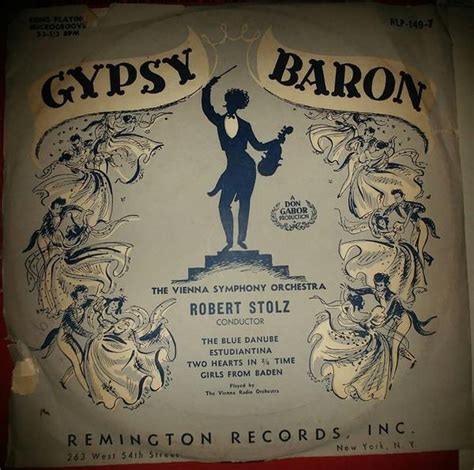 LONG PLAYING
MICROGROOVE
33-1/3 RPM
RLP-149-7
GYPSY BARON
A
DON
GABOR
PRODUCTION
THE VIENNA SYMPHONY ORCHESTRA
ROBERT STOLZ
CONDUCTOR
THE BLUE DANUBE
ESTUDIANTINA
TWO HEARTS IN 3/4 TIME
GIRLS FROM BADEN
Played by
The Vienna Radio Orchestra
REMINGTON RECORDS, INC.
263 West 54th Street
New York, N.Y.